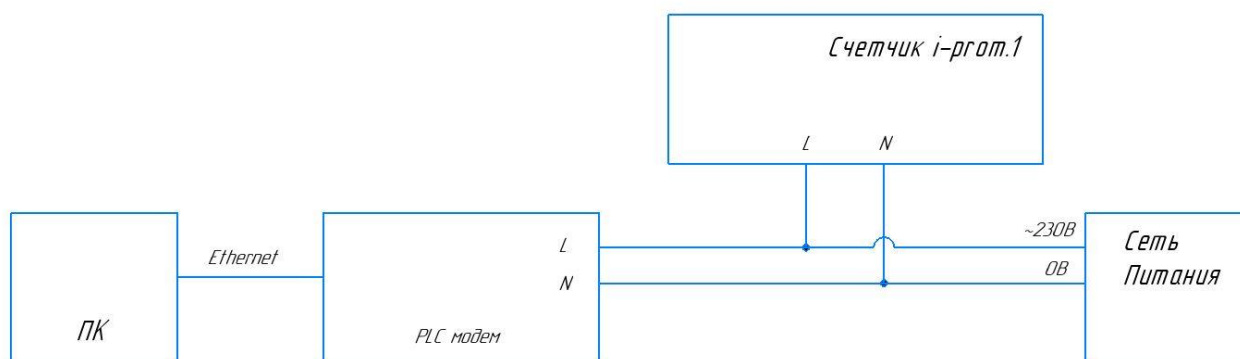 Счетчик i-prom.1
L N
Ethernet
L
N
~230В
0В
Сеть
Питания
ПК
PLC модем